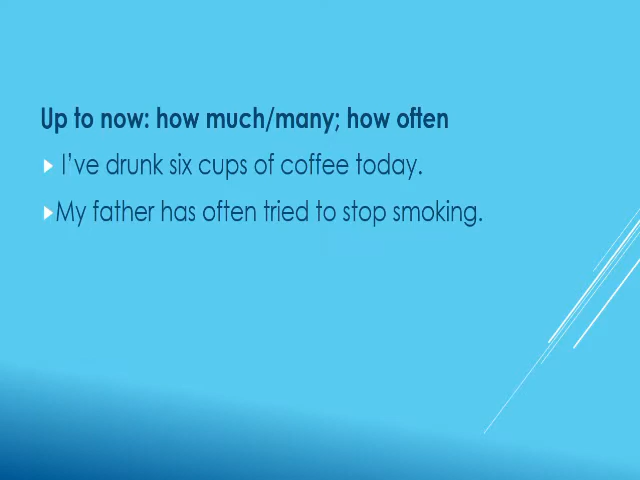 Up to now: how much/many; how often
I've drunk six cups of coffee today.
My father has often tried to stop smoking.